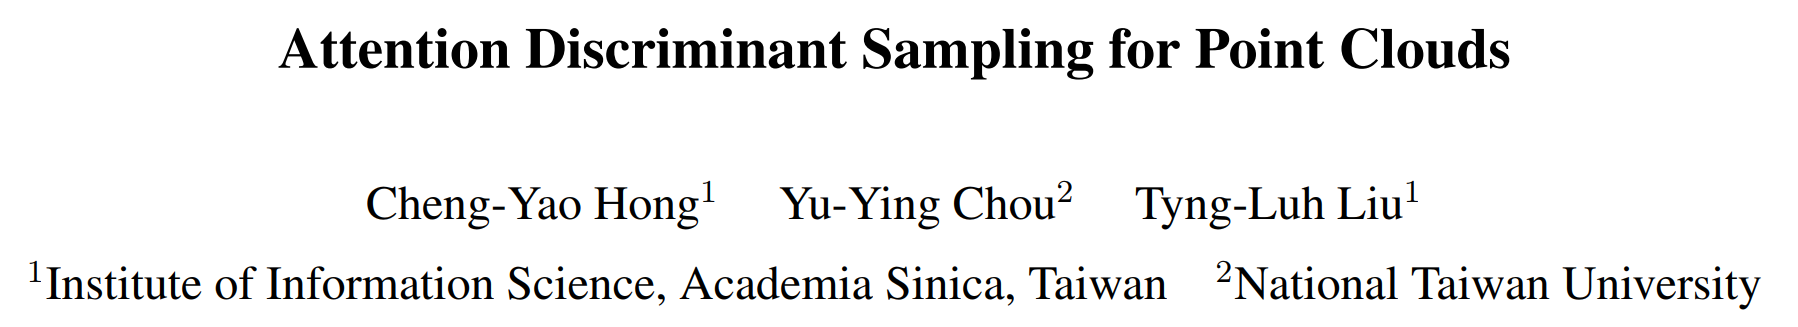 Attention Discriminant Sampling for Point Clouds
Cheng-Yao Hong¹ Yu-Ying Chou² Tyng-Luh Liu¹
¹Institute of Information Science, Academia Sinica, Taiwan ²National Taiwan University